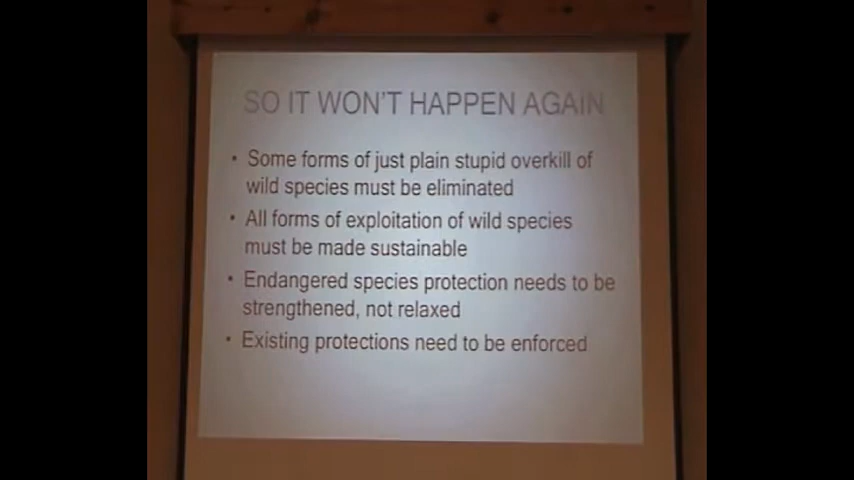 SO IT WON'T HAPPEN AGAIN
• Some forms of just plain stupid overkill of
wild species must be eliminated
• All forms of exploitation of wild species
must be made sustainable
• Endangered species protection needs to be
strengthened, not relaxed
• Existing protections need to be enforced